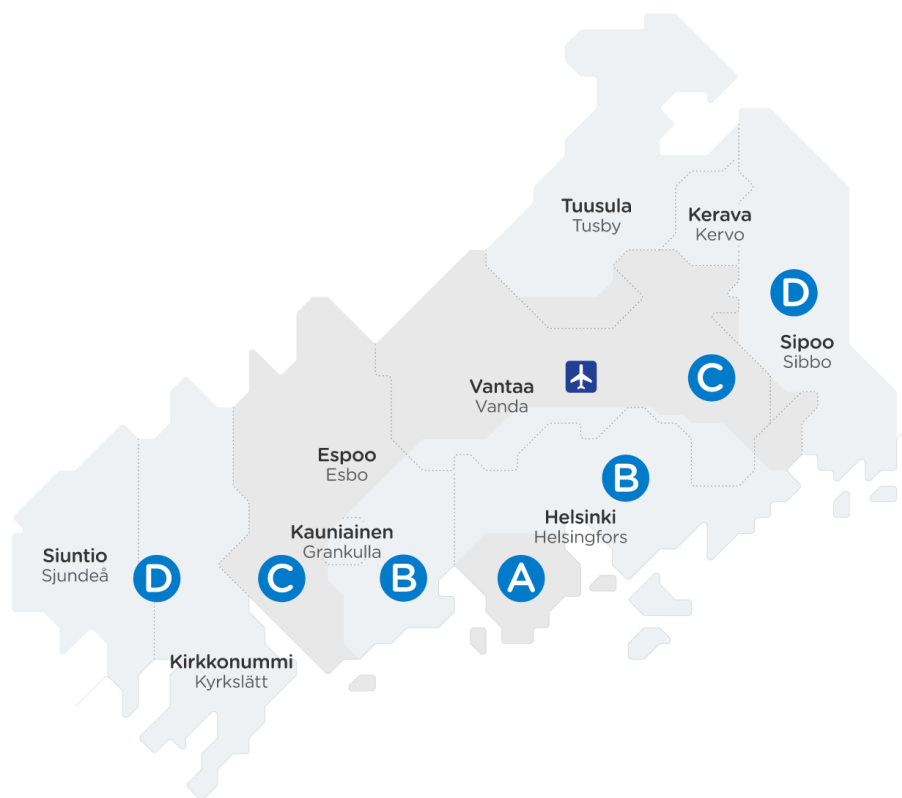 Tuusula
Tusby
Kerava
Kervo
D
Sipoo
Sibbo
C
Vantaa
Vanda
Espoo
Esbo
B
Helsinki
Helsingfors
Kauniainen
Grankulla
Siuntio
Sjundeå
D
C
B
A
Kirkkonummi
Kyrkslätt